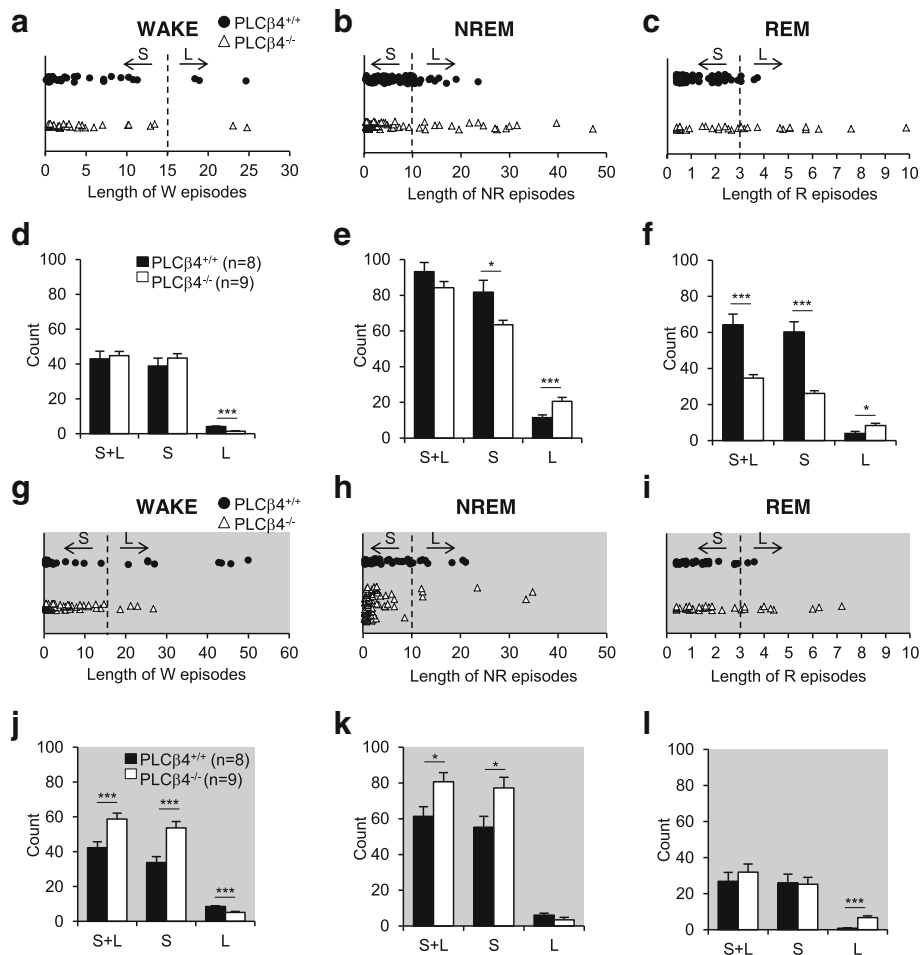 a WAKE ● PLCβ4+/+ △ PLCβ4-/-
S L
0 5 10 15 20 25 30
Length of W episodes
b NREM
S L
0 10 20 30 40 50
Length of NR episodes
c REM
S L
0 1 2 3 4 5 6 7 8 9 10
Length of R episodes
d
PLCβ4+/+ (n=8)
PLCβ4-/- (n=9)
Count
100
80
60
40
20
0
***
S+L S L
e
Count
100
80
60
40
20
0
*
***
S+L S L
f
Count
100
80
60
40
20
0
*** ***
*
S+L S L
g WAKE ● PLCβ4+/+ △ PLCβ4-/-
S L
0 10 20 30 40 50 60
Length of W episodes
h NREM
S L
0 10 20 30 40 50
Length of NR episodes
i REM
S L
0 1 2 3 4 5 6 7 8 9 10
Length of R episodes
j
PLCβ4+/+ (n=8)
PLCβ4-/- (n=9)
Count
100
80
60
40
20
0
*** *** ***
S+L S L
k
Count
100
80
60
40
20
0
* *
S+L S L
l
Count
100
80
60
40
20
0
***
S+L S L